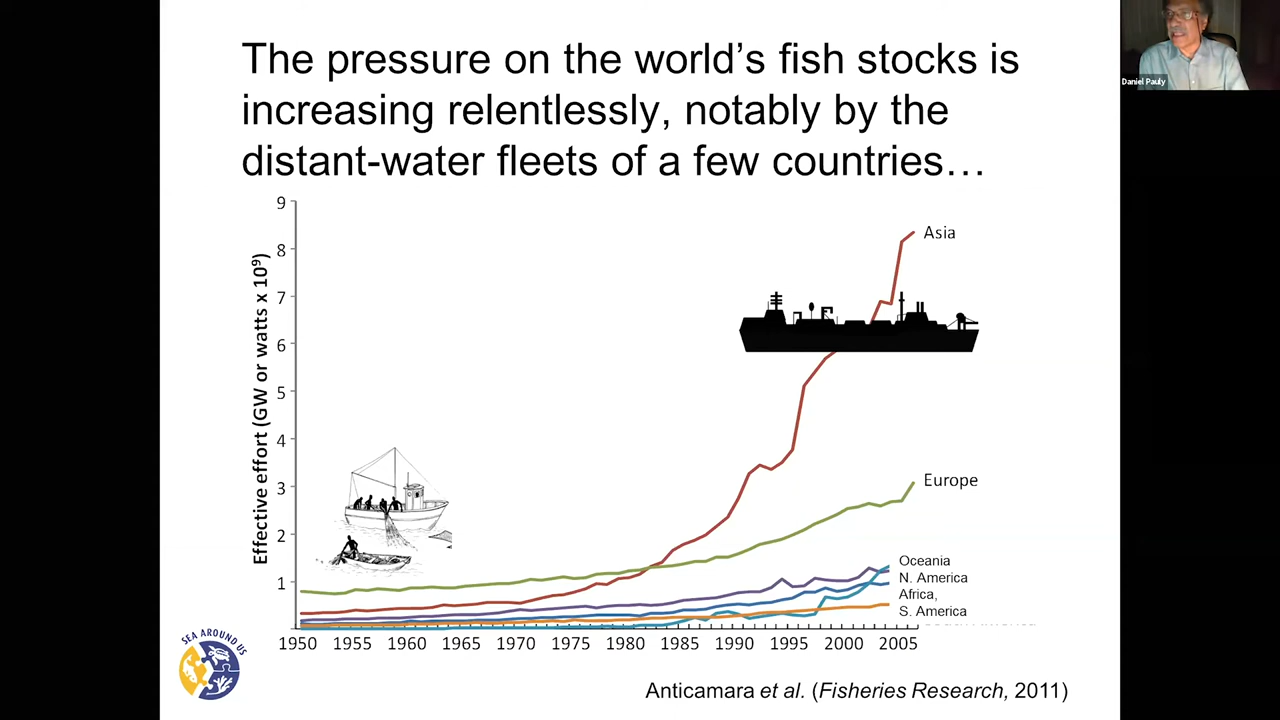 The pressure on the world's fish stocks is
increasing relentlessly, notably by the
distant-water fleets of a few countries…
Daniel Pauly
Effective effort (GW or watts x 10⁹)
9
8
7
6
5
4
3
2
1
Asia
Europe
Oceania
N. America
Africa,
S. America
1950 1955 1960 1965 1970 1975 1980 1985 1990 1995 2000 2005
SEA AROUND US
Anticamara et al. (Fisheries Research, 2011)